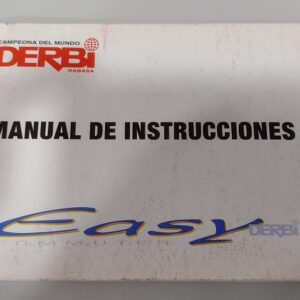 CAMPEONA DEL MUNDO
DERBi
RABASA
MANUAL DE INSTRUCCIONES
Easy
DERBi
COMMUTER